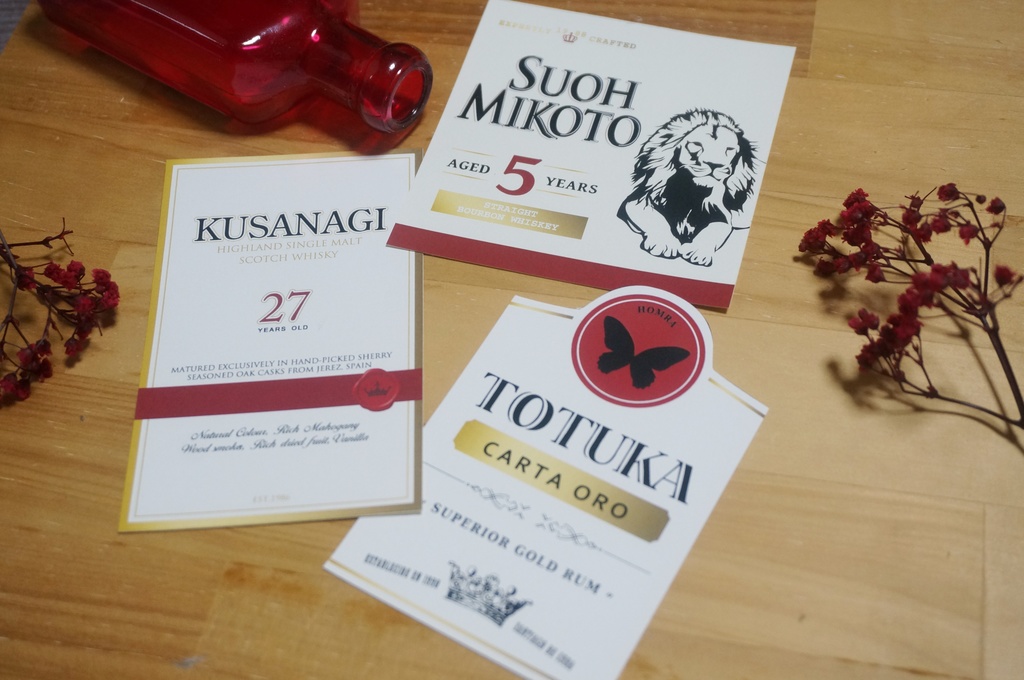 CRAFTED
SUOH
MIKOTO
AGED 5 YEARS
STRAIGHT
BOURBON WHISKEY
KUSANAGI
HIGHLAND SINGLE MALT
SCOTCH WHISKY
27
YEARS OLD
MATURED EXCLUSIVELY IN HAND-PICKED SHERRY
SEASONED OAK CASKS FROM JEREZ, SPAIN
Natural Colour, Rich Mahogany
Wood smoke, Rich dried fruit, Vanilla
HOMRA
TOTUKA
CARTA ORO
SUPERIOR GOLD RUM